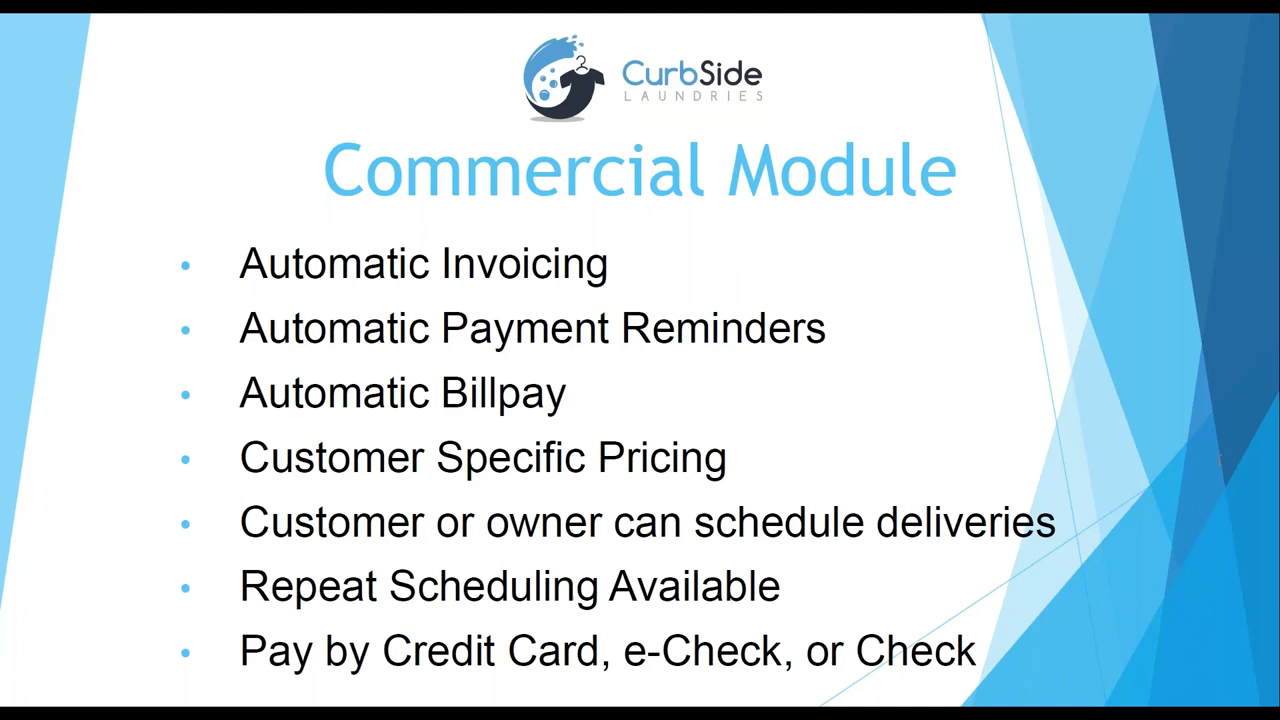 CurbSide
LAUNDRIES
Commercial Module
• Automatic Invoicing
• Automatic Payment Reminders
• Automatic Billpay
• Customer Specific Pricing
• Customer or owner can schedule deliveries
• Repeat Scheduling Available
• Pay by Credit Card, e-Check, or Check